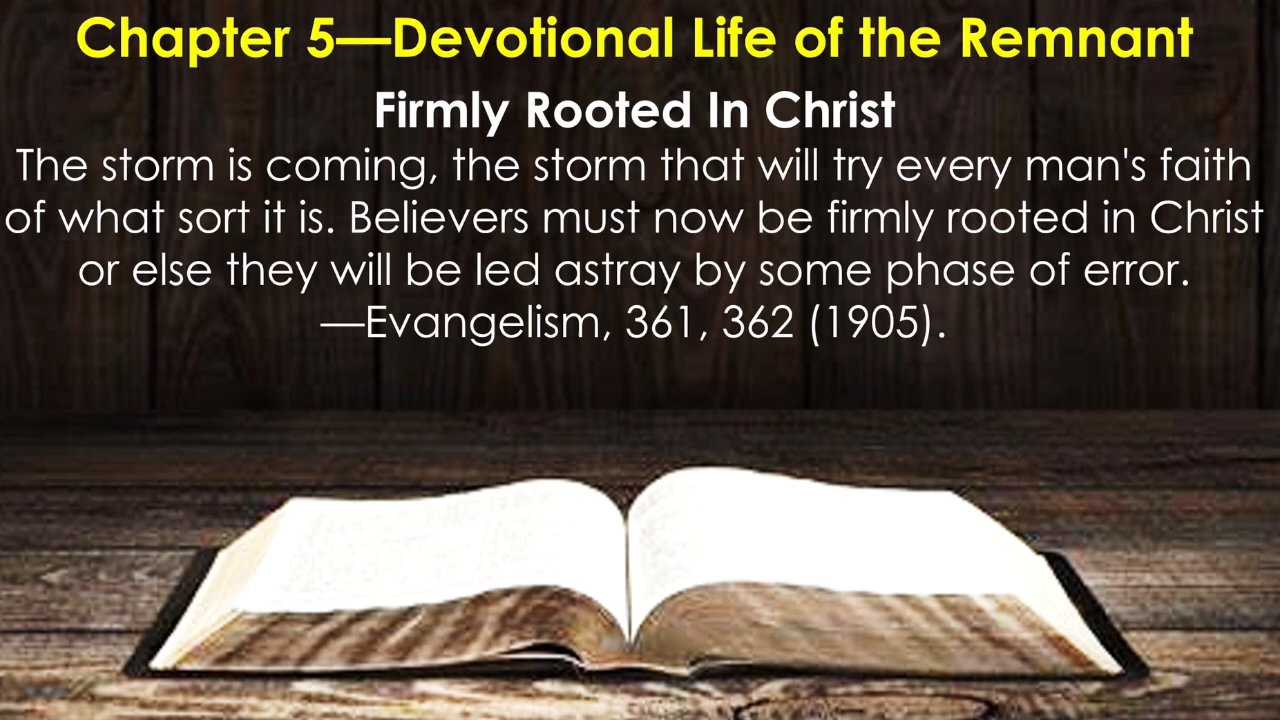 Chapter 5—Devotional Life of the Remnant
Firmly Rooted In Christ
The storm is coming, the storm that will try every man's faith
of what sort it is. Believers must now be firmly rooted in Christ
or else they will be led astray by some phase of error.
—Evangelism, 361, 362 (1905).